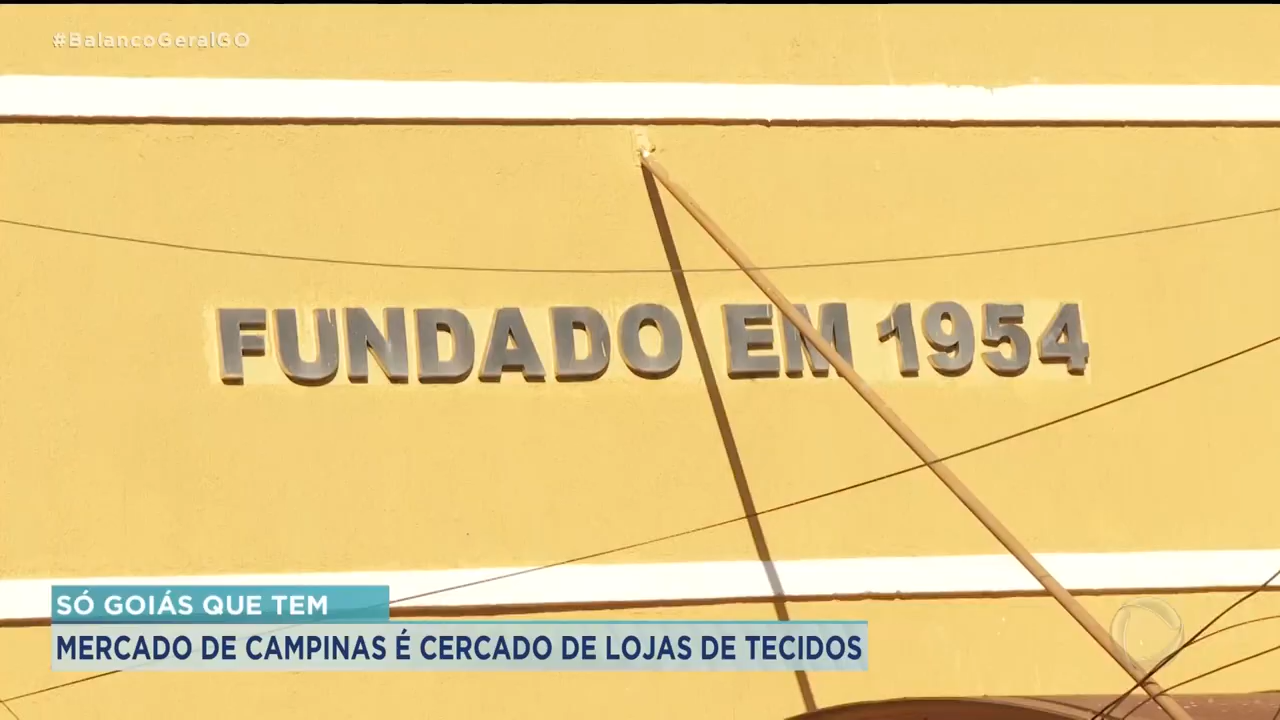 #BalancoGeralGO
FUNDADO EM 1954
SÓ GOIÁS QUE TEM
MERCADO DE CAMPINAS É CERCADO DE LOJAS DE TECIDOS